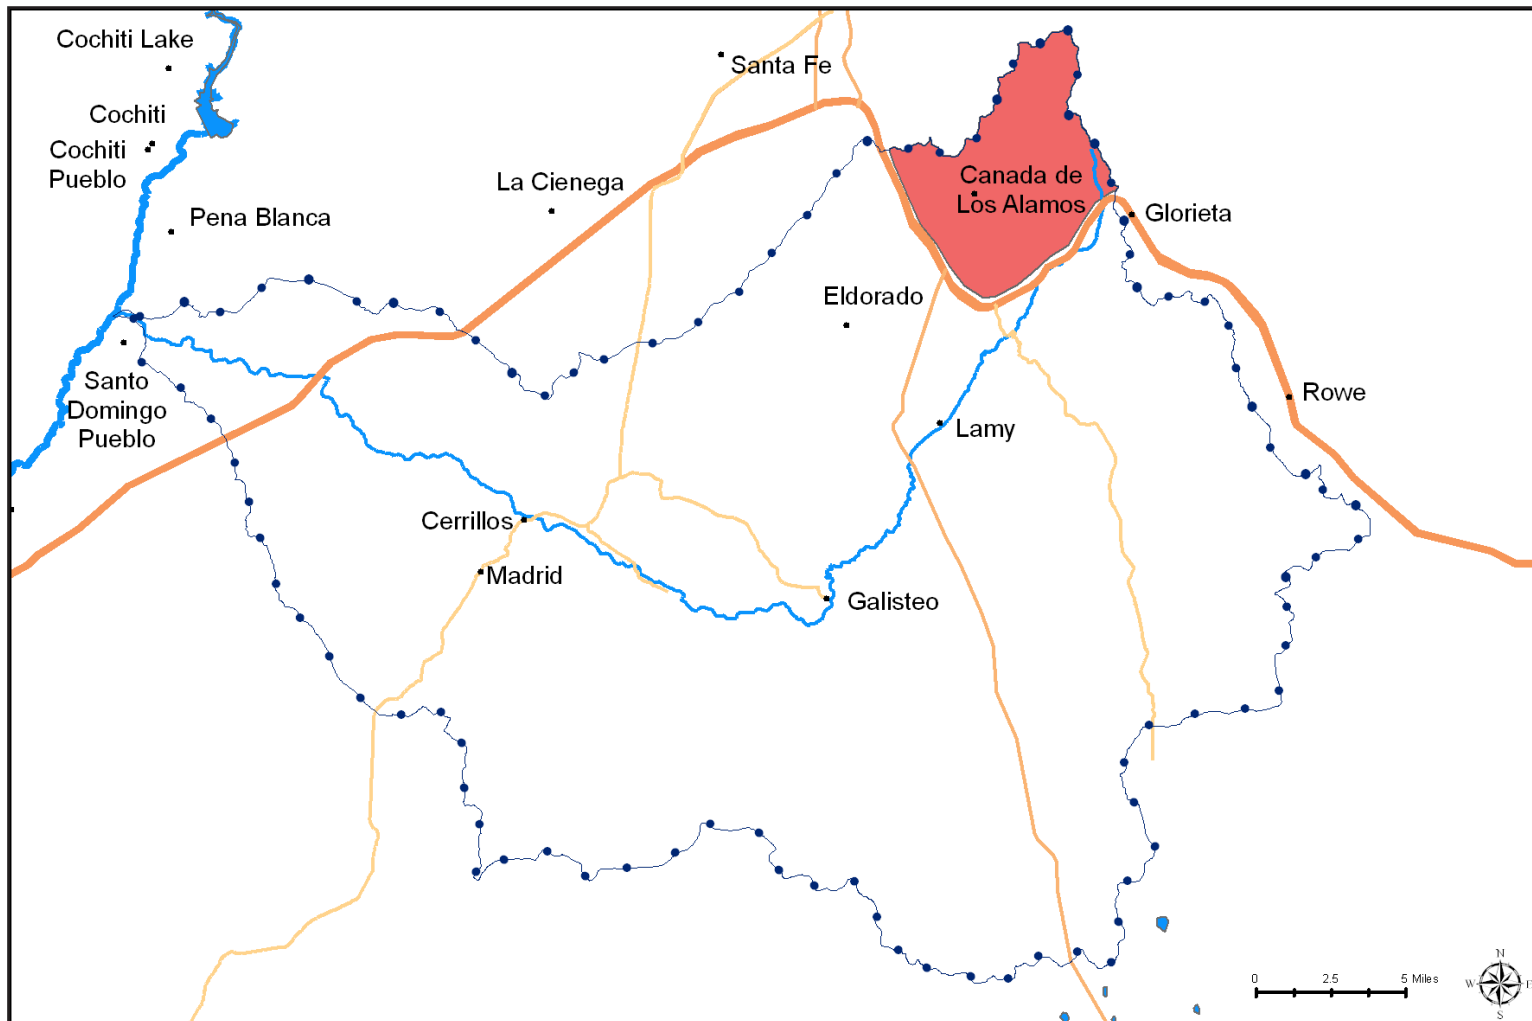 Cochiti Lake
Santa Fe
Cochiti
Cochiti
Pueblo
La Cienega
Canada de
Los Alamos
Pena Blanca
Glorieta
Eldorado
Santo
Domingo
Pueblo
Rowe
Lamy
Cerrillos
Madrid
Galisteo
0 2.5 5 Miles
N
W E
S